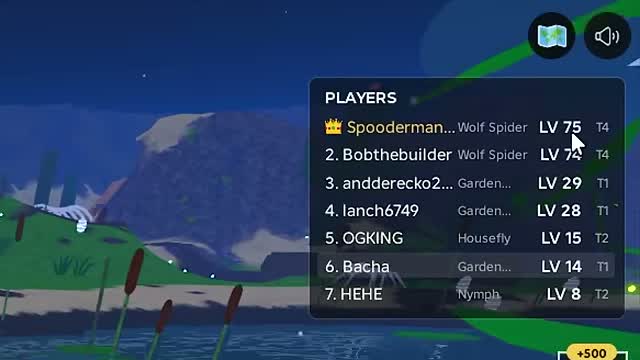 PLAYERS
Spooderman... Wolf Spider LV 75 T4
2. Bobthebuilder Wolf Spider LV 74 T4
3. andderecko2... Garden... LV 29 T1
4. lanch6749 Garden... LV 28 T1
5. OGKING Housefly LV 15 T2
6. Bacha Garden... LV 14 T1
7. HEHE Nymph LV 8 T2
+500